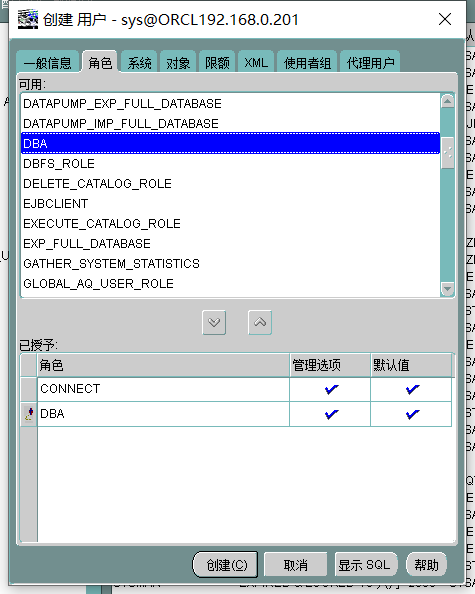 创建 用户 - sys@ORCL192.168.0.201
一般信息 角色 系统 对象 限额 XML 使用者组 代理用户
可用:
DATAPUMP_EXP_FULL_DATABASE
DATAPUMP_IMP_FULL_DATABASE
DBA
DBFS_ROLE
DELETE_CATALOG_ROLE
EJBCLIENT
EXECUTE_CATALOG_ROLE
EXP_FULL_DATABASE
GATHER_SYSTEM_STATISTICS
GLOBAL_AQ_USER_ROLE
已授予:
角色 管理选项 默认值
CONNECT
DBA
创建(C) 取消 显示 SQL 帮助